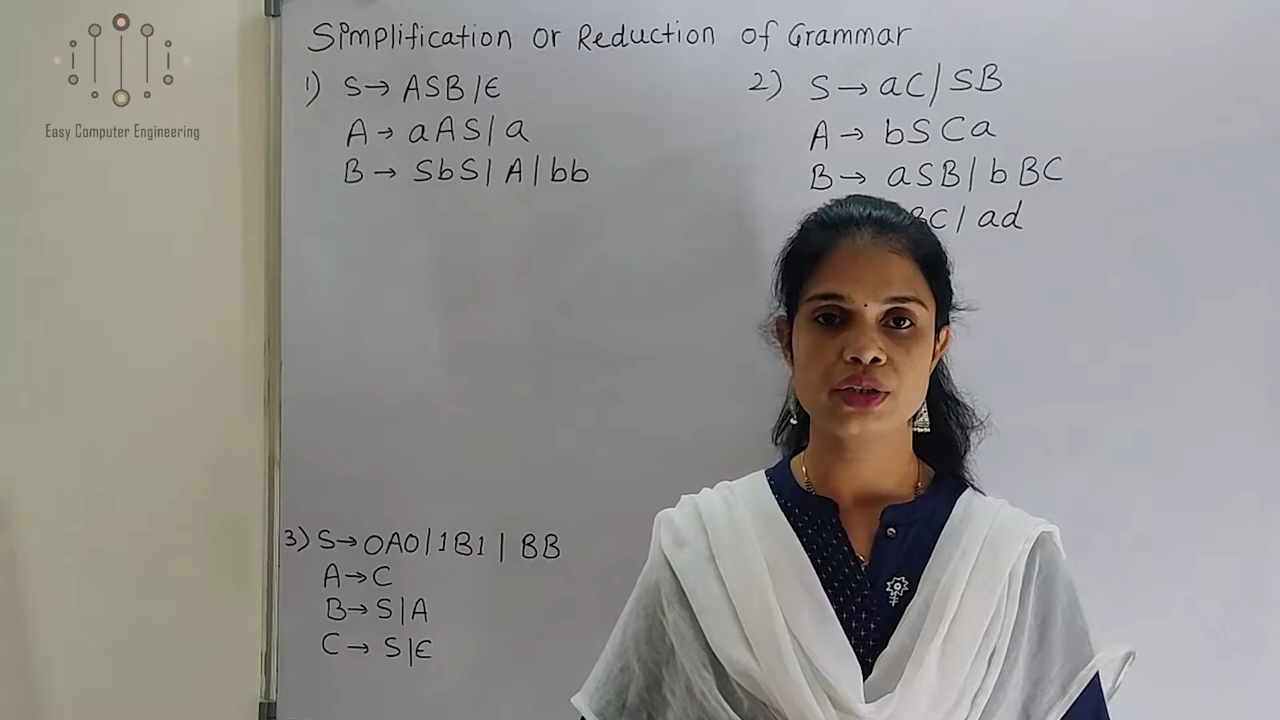 Simplification or Reduction of Grammar
1) S → ASB | ϵ
A → aAS | a
B → SbS | A | bb
2) S → aC | SB
A → bSCa
B → aSB | bBC
BC | ad
3) S → 0A0 | 1B1 | BB
A → C
B → S | A
C → S | ϵ
Easy Computer Engineering